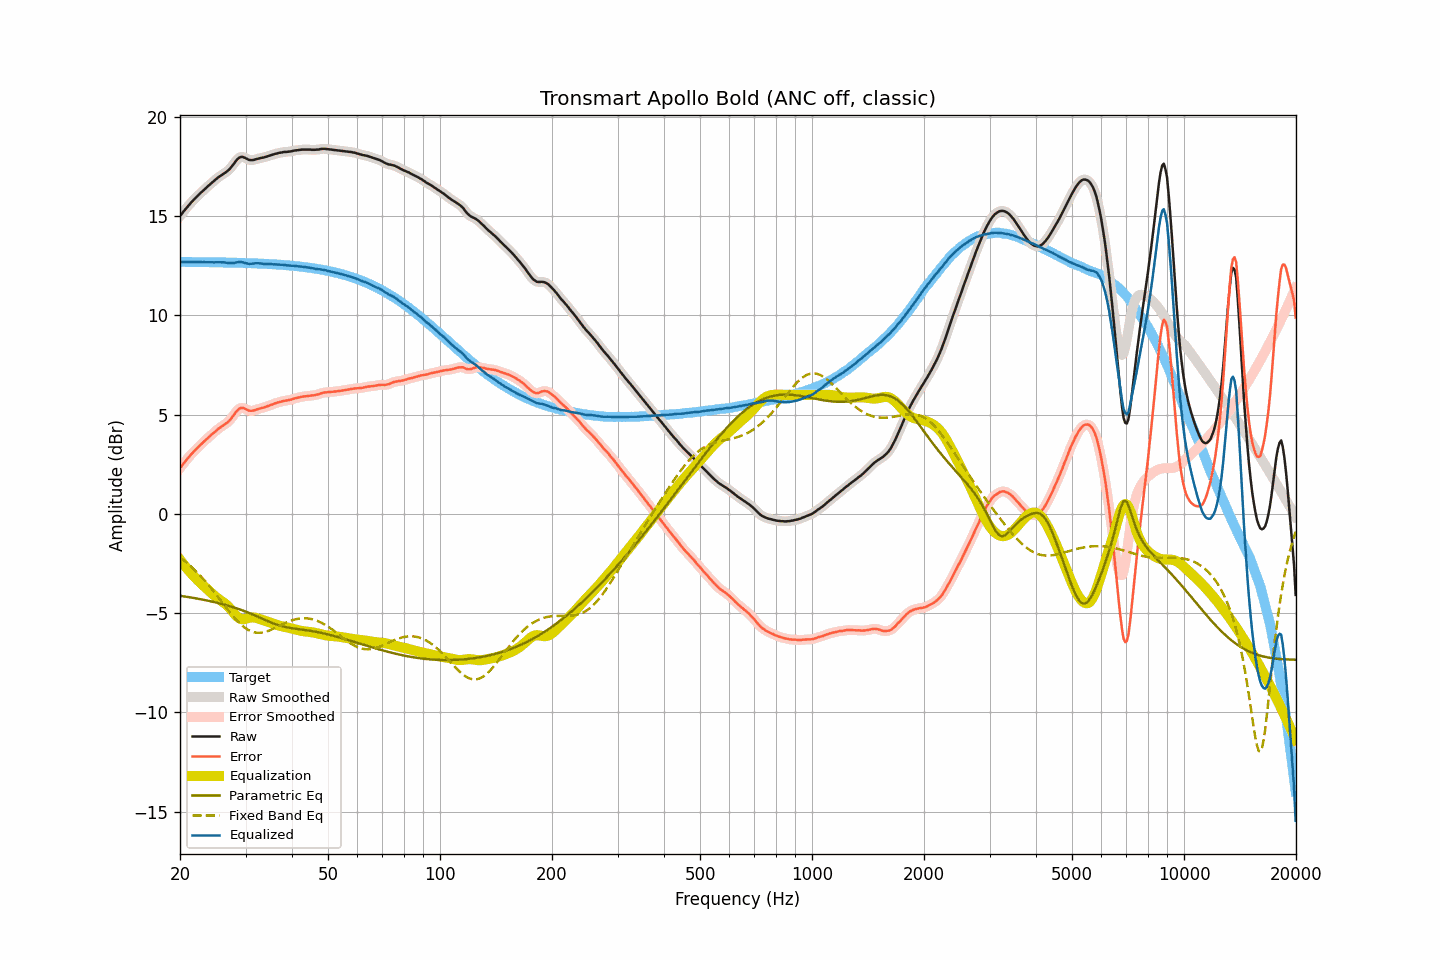 Tronsmart Apollo Bold (ANC off, classic)
20
15
10
5
0
−5
−10
−15
Amplitude (dBr)
Target
Raw Smoothed
Error Smoothed
Raw
Error
Equalization
Parametric Eq
Fixed Band Eq
Equalized
20 50 100 200 500 1000 2000 5000 10000 20000
Frequency (Hz)